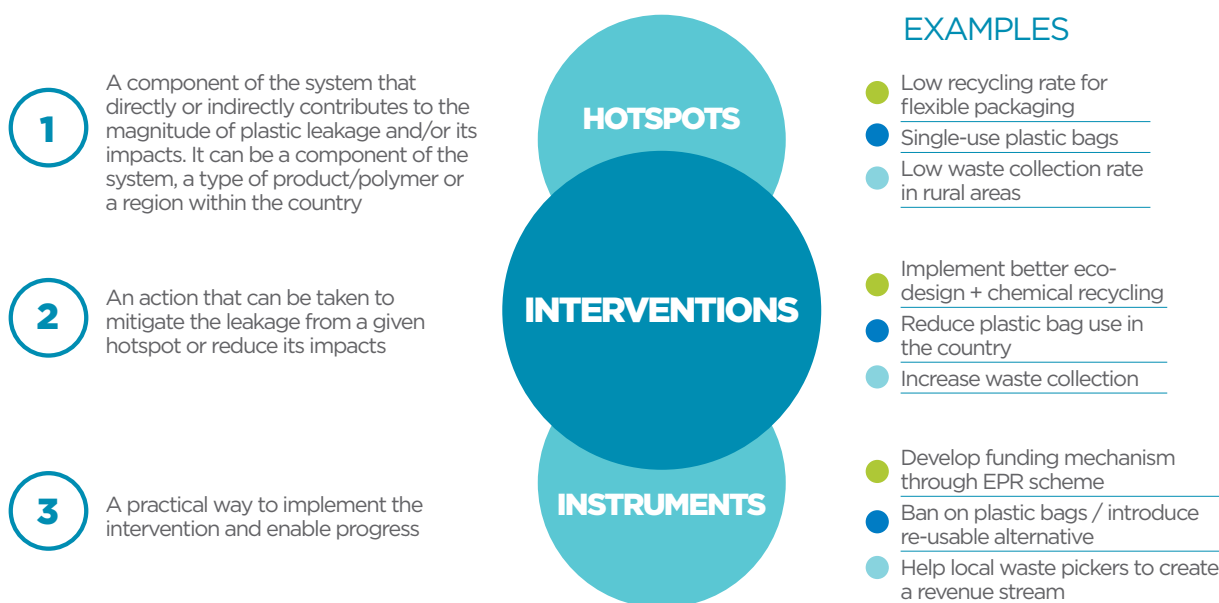 EXAMPLES
1
A component of the system that
directly or indirectly contributes to the
magnitude of plastic leakage and/or its
impacts. It can be a component of the
system, a type of product/polymer or
a region within the country
HOTSPOTS
Low recycling rate for
flexible packaging
Single-use plastic bags
Low waste collection rate
in rural areas
2
An action that can be taken to
mitigate the leakage from a given
hotspot or reduce its impacts
INTERVENTIONS
Implement better eco-
design + chemical recycling
Reduce plastic bag use in
the country
Increase waste collection
3
A practical way to implement the
intervention and enable progress
INSTRUMENTS
Develop funding mechanism
through EPR scheme
Ban on plastic bags / introduce
re-usable alternative
Help local waste pickers to create
a revenue stream